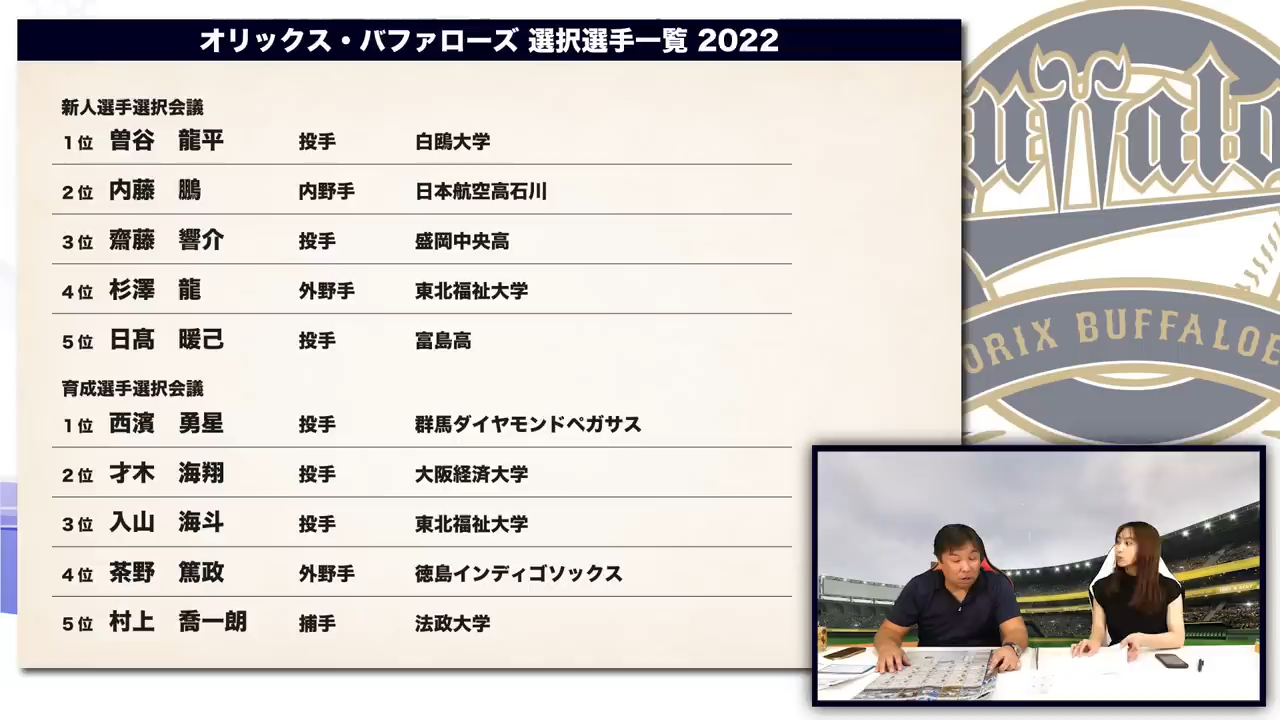 オリックス・バファローズ 選択選手一覧 2022
新人選手選択会議
1位 曽谷 龍平 投手 白鴎大学
2位 内藤 鵬 内野手 日本航空高石川
3位 齋藤 響介 投手 盛岡中央高
4位 杉澤 龍 外野手 東北福祉大学
5位 日髙 暖己 投手 富島高
育成選手選択会議
1位 西濱 勇星 投手 群馬ダイヤモンドペガサス
2位 才木 海翔 投手 大阪経済大学
3位 入山 海斗 投手 東北福祉大学
4位 茶野 篤政 外野手 徳島インディゴソックス
5位 村上 喬一朗 捕手 法政大学
uffalo
ORIX BUFFALOE